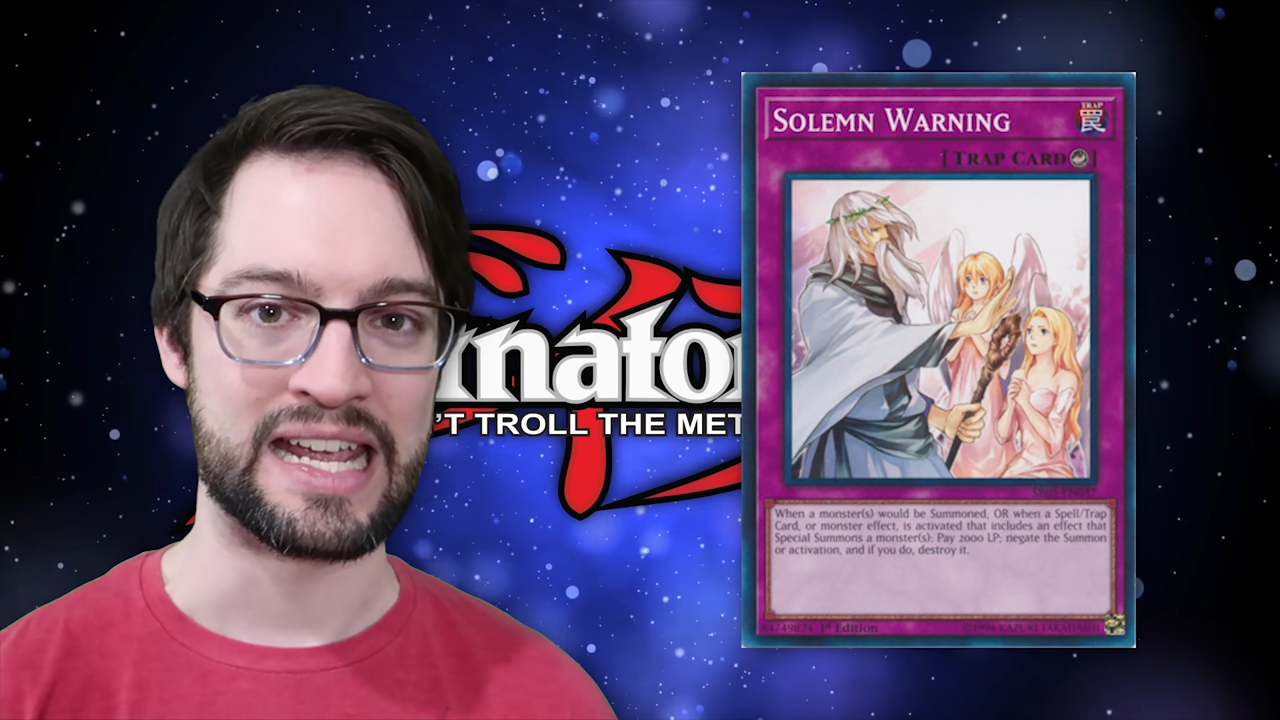 nato
'T TROLL THE MET
SOLEMN WARNING
TRAP
罠
[TRAP CARD]
When a monster(s) would be Summoned, OR when a Spell/Trap
Card, or monster effect, is activated that includes an effect that
Special Summons a monster(s): Pay 2000 LP; negate the Summon
or activation, and if you do, destroy it.
84749824 1st Edition
©1996 KAZUKI TAKAHASHI